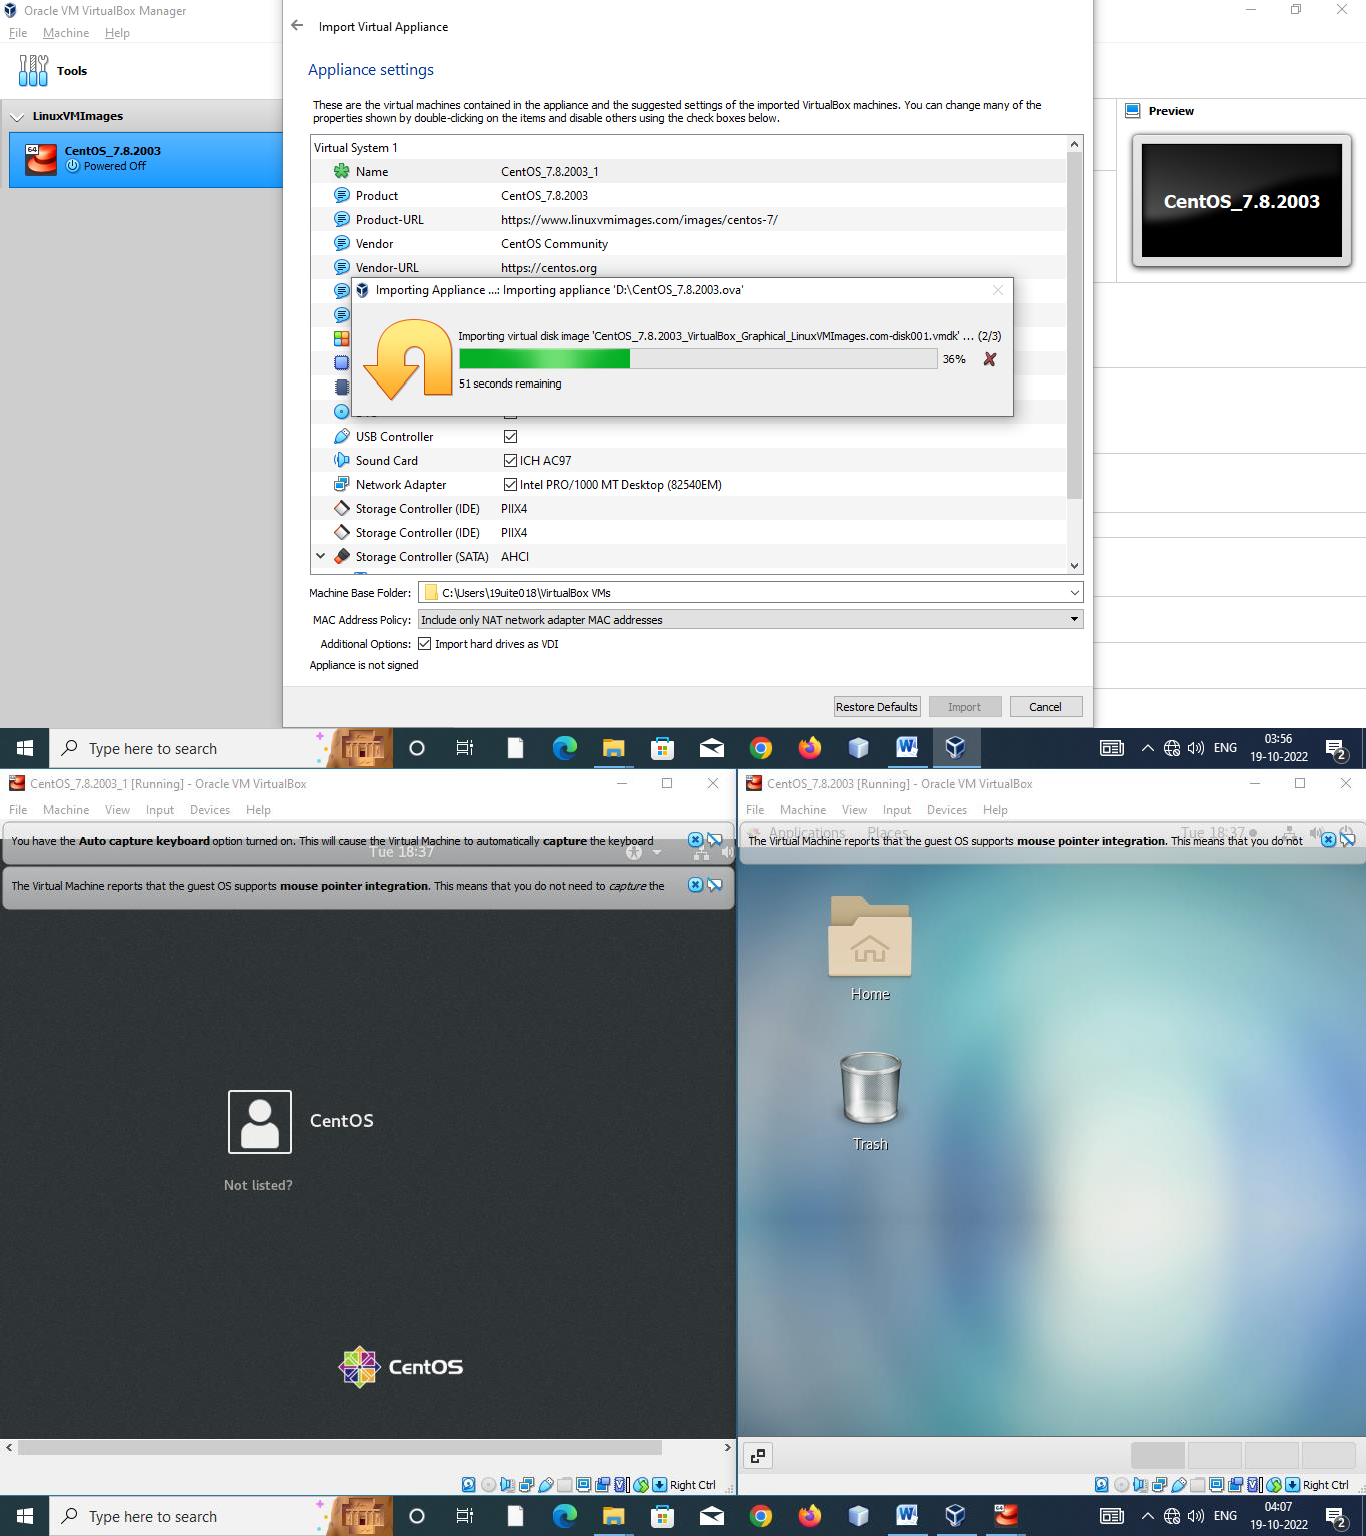 Oracle VM VirtualBox Manager
File Machine Help
Tools
LinuxVMImages
64 CentOS_7.8.2003
Powered Off
Import Virtual Appliance
Appliance settings
These are the virtual machines contained in the appliance and the suggested settings of the imported VirtualBox machines. You can change many of the
properties shown by double-clicking on the items and disable others using the check boxes below.
Virtual System 1
Name CentOS_7.8.2003_1
Product CentOS_7.8.2003
Product-URL https://www.linuxvmimages.com/images/centos-7/
Vendor CentOS Community
Vendor-URL https://centos.org
Importing Appliance ...: Importing appliance 'D:\CentOS_7.8.2003.ova'
Importing virtual disk image 'CentOS_7.8.2003_VirtualBox_Graphical_LinuxVMImages.com-disk001.vmdk' ... (2/3)
36%
51 seconds remaining
USB Controller
Sound Card ICH AC97
Network Adapter Intel PRO/1000 MT Desktop (82540EM)
Storage Controller (IDE) PIIX4
Storage Controller (IDE) PIIX4
Storage Controller (SATA) AHCI
Machine Base Folder: C:\Users\19uite018\VirtualBox VMs
MAC Address Policy: Include only NAT network adapter MAC addresses
Additional Options: Import hard drives as VDI
Appliance is not signed
Restore Defaults Import Cancel
Preview
CentOS_7.8.2003
Type here to search
ENG 03:56
19-10-2022
2
CentOS_7.8.2003_1 [Running] - Oracle VM VirtualBox
File Machine View Input Devices Help
You have the Auto capture keyboard option turned on. This will cause the Virtual Machine to automatically capture the keyboard
Tue 18:37
The Virtual Machine reports that the guest OS supports mouse pointer integration. This means that you do not need to capture the
CentOS
Not listed?
CentOS
Right Ctrl
CentOS_7.8.2003 [Running] - Oracle VM VirtualBox
File Machine View Input Devices Help
Applications Places Tue 18:37
The Virtual Machine reports that the guest OS supports mouse pointer integration. This means that you do not
Home
Trash
Right Ctrl
Type here to search
ENG 04:07
19-10-2022
2